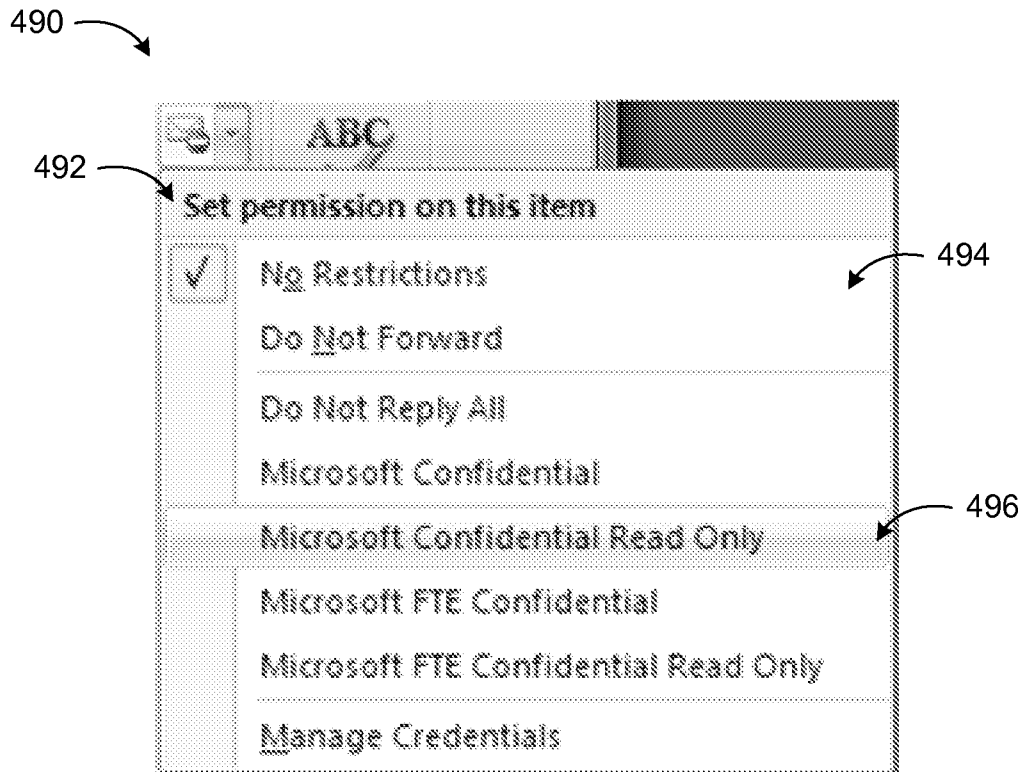 490
ABC
492
Set permission on this item
No Restrictions
494
Do Not Forward
Do Not Reply All
Microsoft Confidential
496
Microsoft Confidential Read Only
Microsoft FTE Confidential
Microsoft FTE Confidential Read Only
Manage Credentials